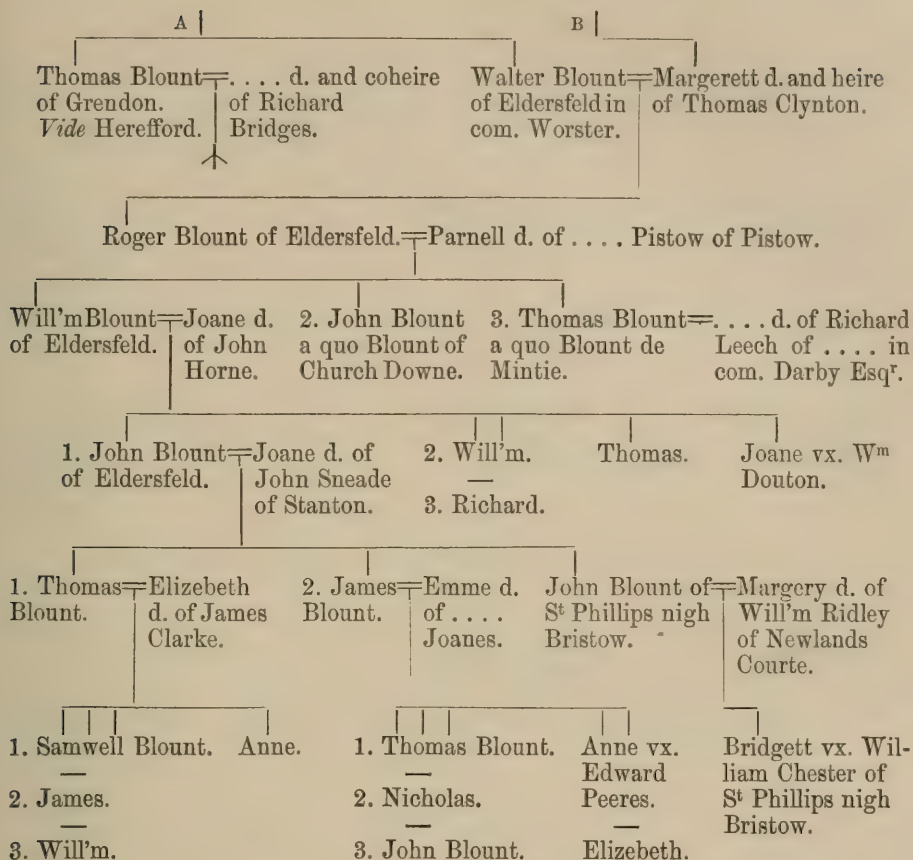 A B
Thomas Blount . . . . d. and coheire
of Grendon. of Richard
Vide Herefford. Bridges.
Walter Blount Margerett d. and heire
of Eldersfeld in of Thomas Clynton.
com. Worster.
Roger Blount of Eldersfeld. Parnell d. of . . . . Pistow of Pistow.
Will'm Blount Joane d.
of Eldersfeld. of John
Horne.
2. John Blount
a quo Blount of
Church Downe.
3. Thomas Blount . . . . d. of Richard
a quo Blount de Leech of . . . . in
Mintie. com. Darby Esqr.
1. John Blount Joane d. of
of Eldersfeld. John Sneade
of Stanton.
2. Will'm.
3. Richard.
Thomas.
Joane vx. Wm
Douton.
1. Thomas Elizebeth
Blount. d. of James
Clarke.
2. James Emme d.
Blount. of . . . .
Joanes.
John Blount of Margery d. of
St Phillips nigh Will'm Ridley
Bristow. of Newlands
Courte.
1. Samwell Blount. Anne.
2. James.
3. Will'm.
1. Thomas Blount.
2. Nicholas.
3. John Blount.
Anne vx.
Edward
Peeres.
Elizebeth.
Bridgett vx. Wil-
liam Chester of
St Phillips nigh
Bristow.